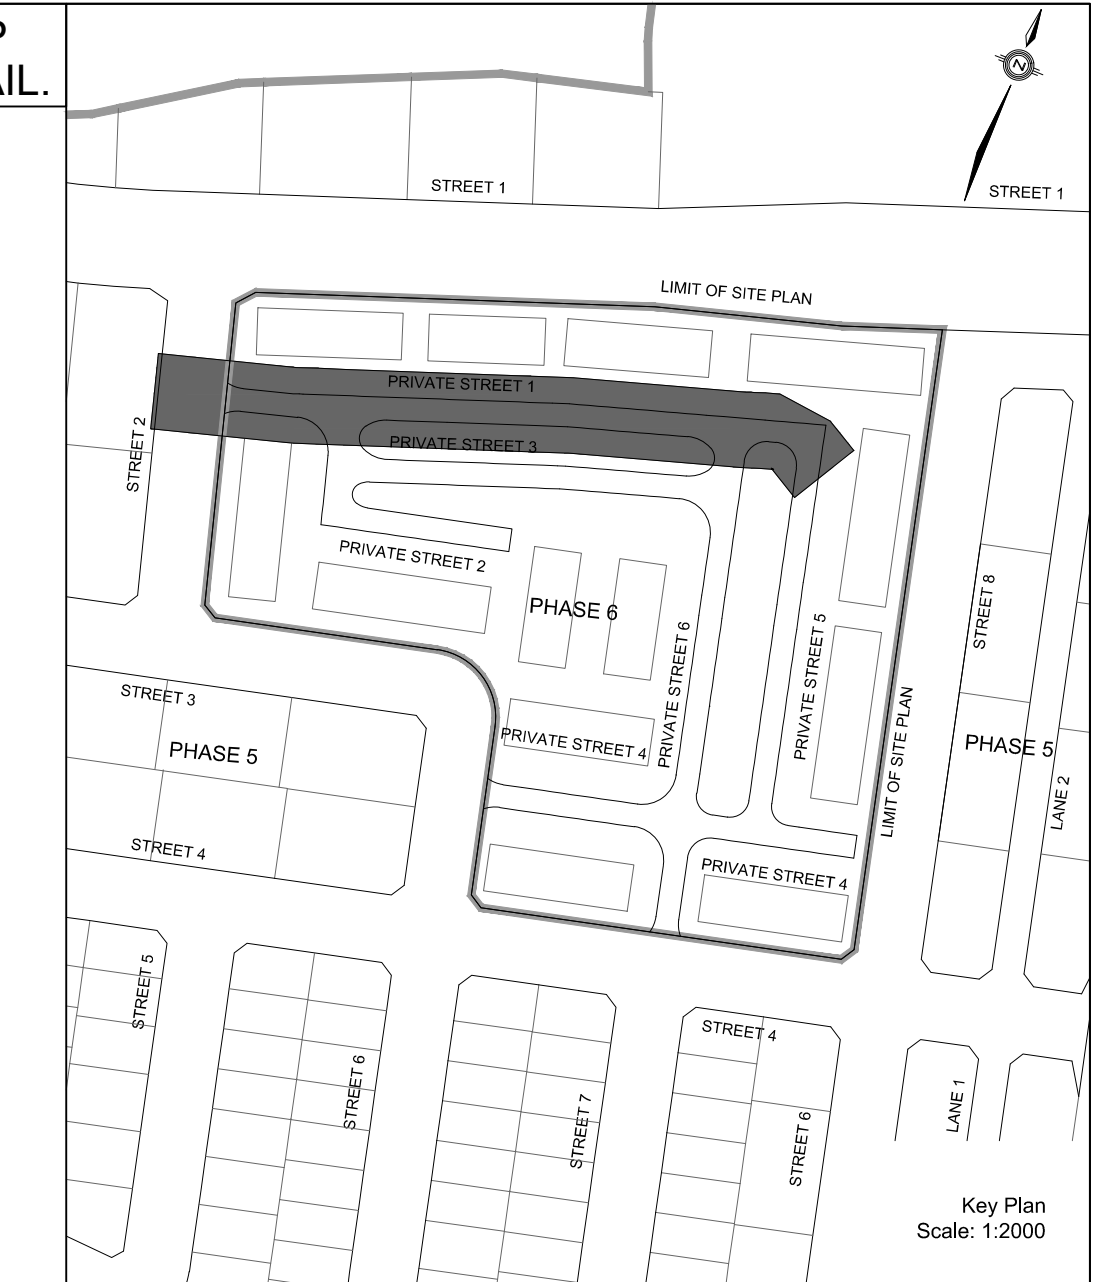 AIL.
N
STREET 1
STREET 1
LIMIT OF SITE PLAN
PRIVATE STREET 1
STREET 2
PRIVATE STREET 3
PRIVATE STREET 2
PHASE 6
STREET 8
PRIVATE STREET 6
PRIVATE STREET 5
STREET 3
LIMIT OF SITE PLAN
PHASE 5
PRIVATE STREET 4
PHASE 5
LANE 2
STREET 4
PRIVATE STREET 4
STREET 5
STREET 4
STREET 6
STREET 7
STREET 6
LANE 1
Key Plan
Scale: 1:2000